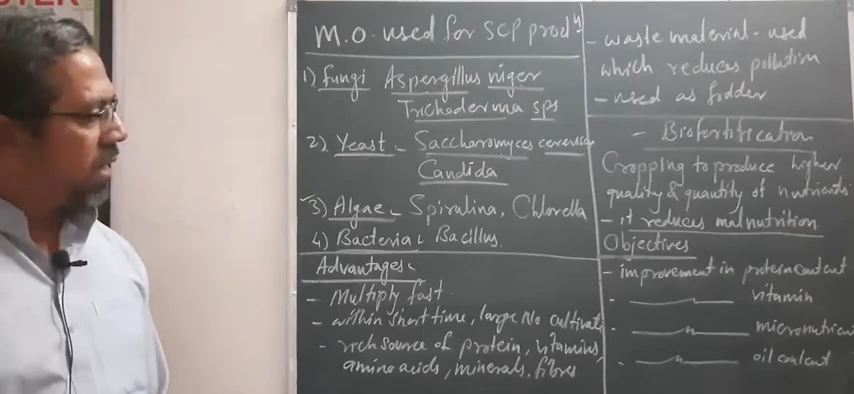 M.O. used for SCP prodⁿ
1) Fungi Aspergillus niger
Trichoderma sps
2) Yeast - Saccharomyces cerevisiae
Candida
3) Algae - Spirulina, Chlorella
4) Bacteria - Bacillus.
Advantages -
- Multiply fast.
- within short time, large No cultivate
- rich source of protein, vitamins,
amino acids, minerals, fibres
- waste material - used
which reduces pollution
- used as fodder
- Biofertification
Cropping to produce higher
quality & quantity of nutrients
- it reduces malnutrition
Objectives
- improvement in protein content
- —〃— vitamin
- —〃— micronutrient
- —〃— oil content